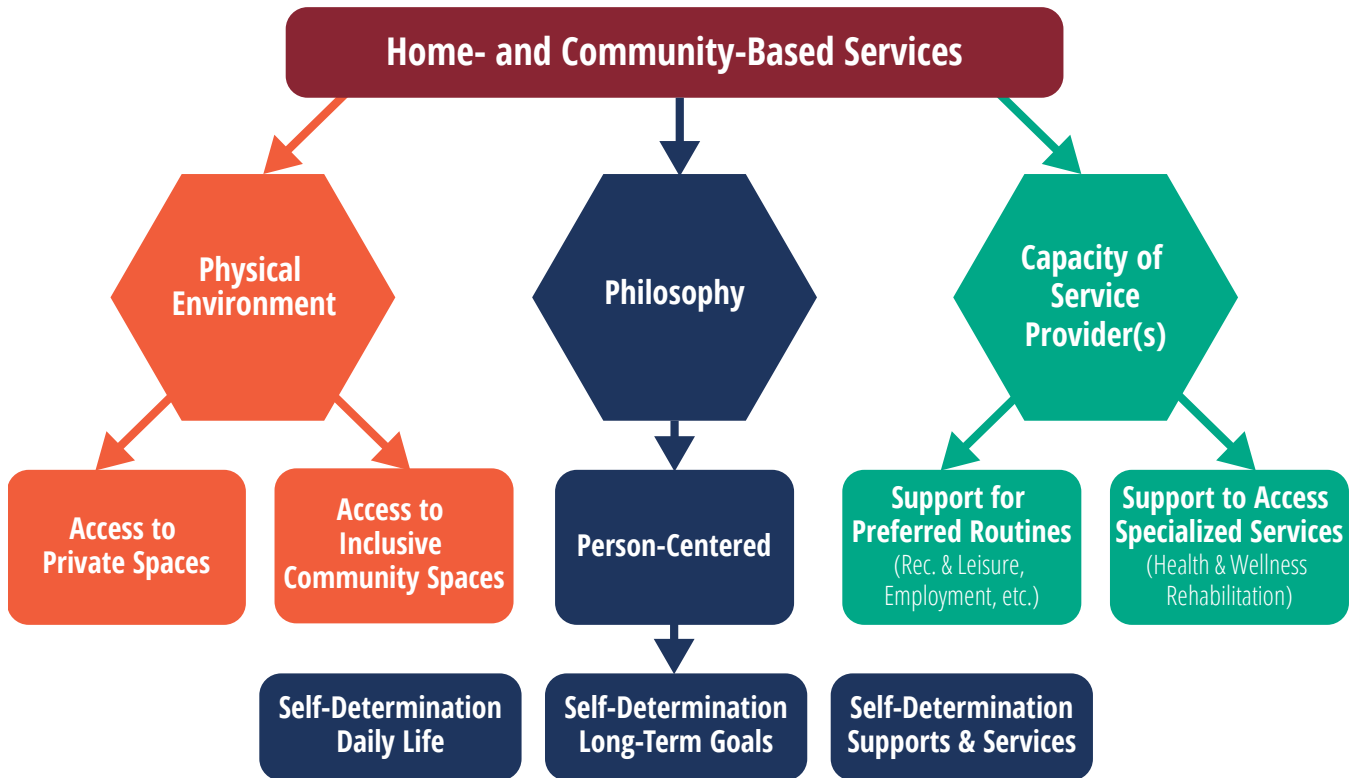 Home- and Community-Based Services
Physical
Environment
Philosophy
Capacity of
Service
Provider(s)
Access to
Private Spaces
Access to
Inclusive
Community Spaces
Person-Centered
Support for
Preferred Routines
(Rec. & Leisure,
Employment, etc.)
Support to Access
Specialized Services
(Health & Wellness
Rehabilitation)
Self-Determination
Daily Life
Self-Determination
Long-Term Goals
Self-Determination
Supports & Services